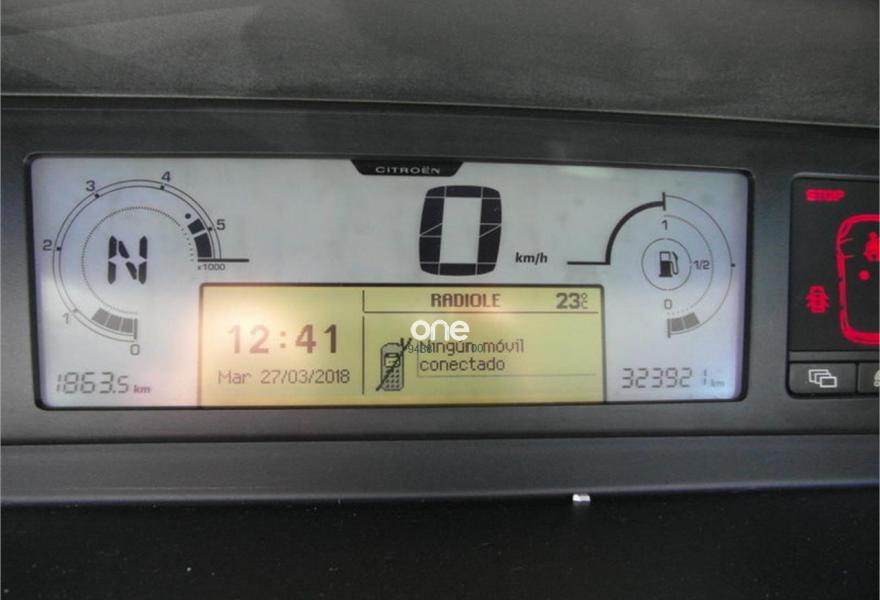 CITROËN
3
4
2
5
1
x1000
0
N
0
km/h
1
1/2
0
STOP
RADIOLE 23°C
12:41
Mar 27/03/2018
Ningún móvil
conectado
one
1863.5 km
323921 km